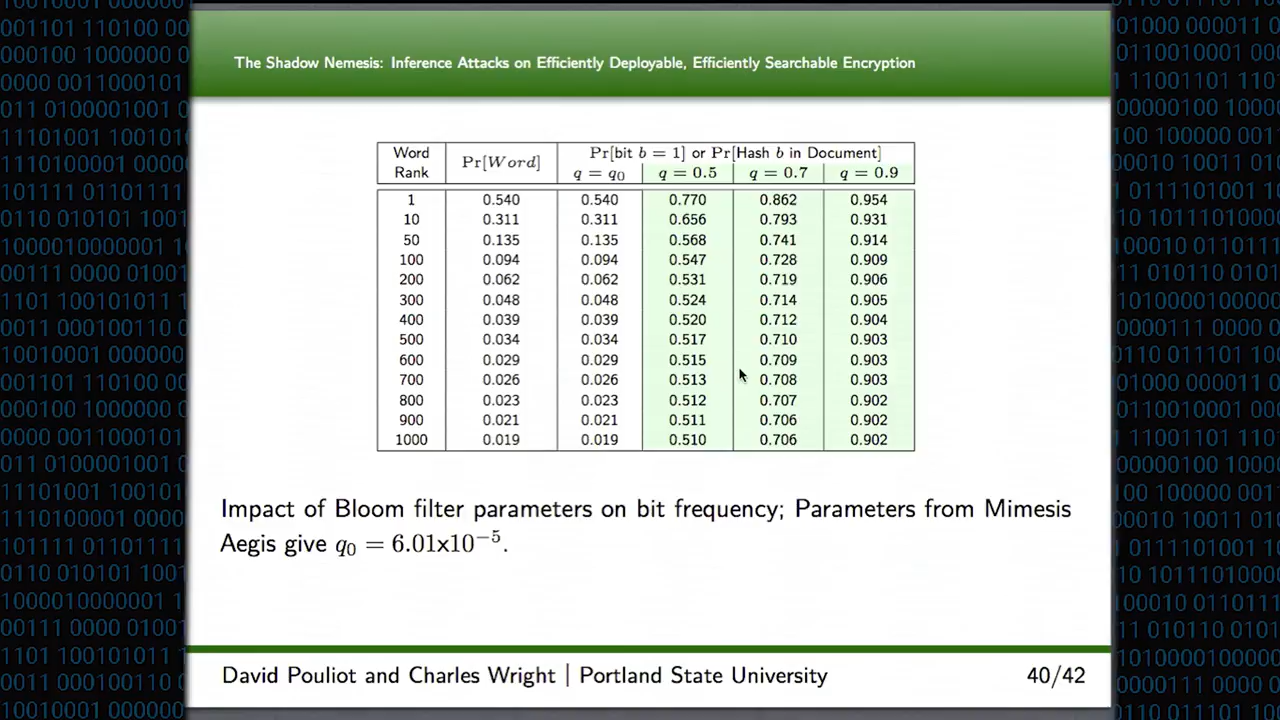 The Shadow Nemesis: Inference Attacks on Efficiently Deployable, Efficiently Searchable Encryption
Word Rank Pr[Word] Pr[bit b = 1] or Pr[Hash b in Document]
q = q₀ q = 0.5 q = 0.7 q = 0.9
1 0.540 0.540 0.770 0.862 0.954
10 0.311 0.311 0.656 0.793 0.931
50 0.135 0.135 0.568 0.741 0.914
100 0.094 0.094 0.547 0.728 0.909
200 0.062 0.062 0.531 0.719 0.906
300 0.048 0.048 0.524 0.714 0.905
400 0.039 0.039 0.520 0.712 0.904
500 0.034 0.034 0.517 0.710 0.903
600 0.029 0.029 0.515 0.709 0.903
700 0.026 0.026 0.513 0.708 0.903
800 0.023 0.023 0.512 0.707 0.902
900 0.021 0.021 0.511 0.706 0.902
1000 0.019 0.019 0.510 0.706 0.902
Impact of Bloom filter parameters on bit frequency; Parameters from Mimesis
Aegis give q₀ = 6.01x10⁻⁵.
David Pouliot and Charles Wright | Portland State University 40/42